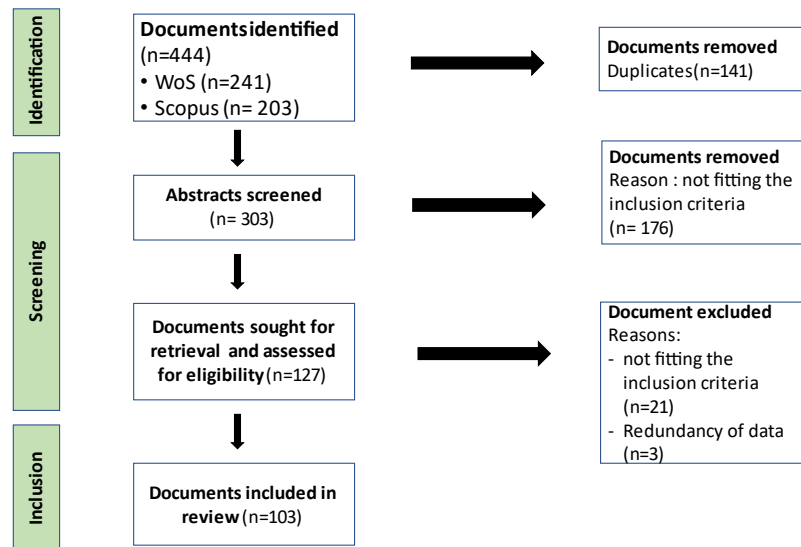 Identification
Documents identified
(n=444)
• WoS (n=241)
• Scopus (n= 203)
Documents removed
Duplicates (n=141)
Screening
Abstracts screened
(n= 303)
Documents removed
Reason : not fitting the
inclusion criteria
(n= 176)
Documents sought for
retrieval and assessed
for eligibility (n=127)
Document excluded
Reasons:
- not fitting the
inclusion criteria
(n=21)
- Redundancy of data
(n=3)
Inclusion
Documents included in
review (n=103)